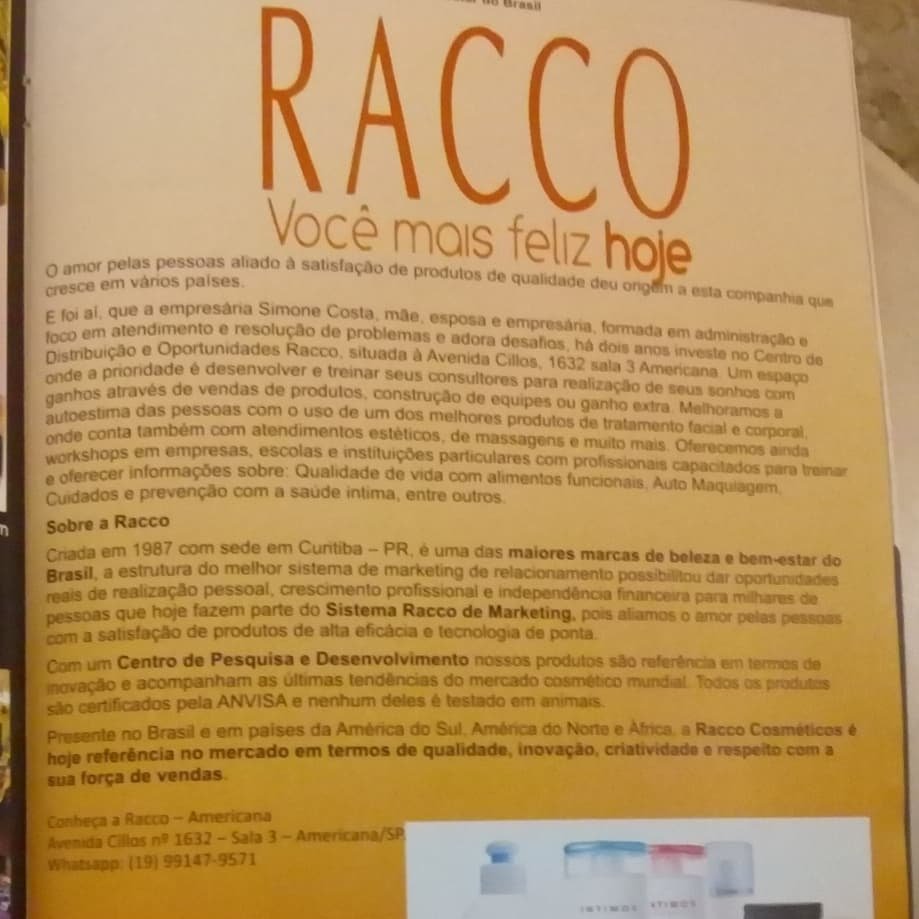 do Brasil
RACCO
Você mais feliz hoje
O amor pelas pessoas aliado à satisfação de produtos de qualidade deu origem a esta companhia que
cresce em vários países.
E foi aí, que a empresária Simone Costa, mãe, esposa e empresária, formada em administração e
foco em atendimento e resolução de problemas e adora desafios, há dois anos investe no Centro de
Distribuição e Oportunidades Racco, situada à Avenida Cillos, 1632 sala 3 Americana. Um espaço
onde a prioridade é desenvolver e treinar seus consultores para realização de seus sonhos com
ganhos através de vendas de produtos, construção de equipes ou ganho extra. Melhoramos a
autoestima das pessoas com o uso de um dos melhores produtos de tratamento facial e corporal,
onde conta também com atendimentos estéticos, de massagens e muito mais. Oferecemos ainda
workshops em empresas, escolas e instituições particulares com profissionais capacitados para treinar
e oferecer informações sobre: Qualidade de vida com alimentos funcionais, Auto Maquiagem,
Cuidados e prevenção com a saúde intima, entre outros.
Sobre a Racco
Criada em 1987 com sede em Curitiba – PR, é uma das maiores marcas de beleza e bem-estar do
Brasil, a estrutura do melhor sistema de marketing de relacionamento possibilitou dar oportunidades
reais de realização pessoal, crescimento profissional e independência financeira para milhares de
pessoas que hoje fazem parte do Sistema Racco de Marketing, pois aliamos o amor pelas pessoas
com a satisfação de produtos de alta eficácia e tecnologia de ponta.
Com um Centro de Pesquisa e Desenvolvimento nossos produtos são referência em termos de
inovação e acompanham as últimas tendências do mercado cosmético mundial. Todos os produtos
são certificados pela ANVISA e nenhum deles é testado em animais.
Presente no Brasil e em países da América do Sul, América do Norte e África, a Racco Cosméticos é
hoje referência no mercado em termos de qualidade, inovação, criatividade e respeito com a
sua força de vendas.
Conheça a Racco – Americana
Avenida Cillos nº 1632 – Sala 3 – Americana/SP.
Whatsapp: (19) 99147-9571
INTIMOS